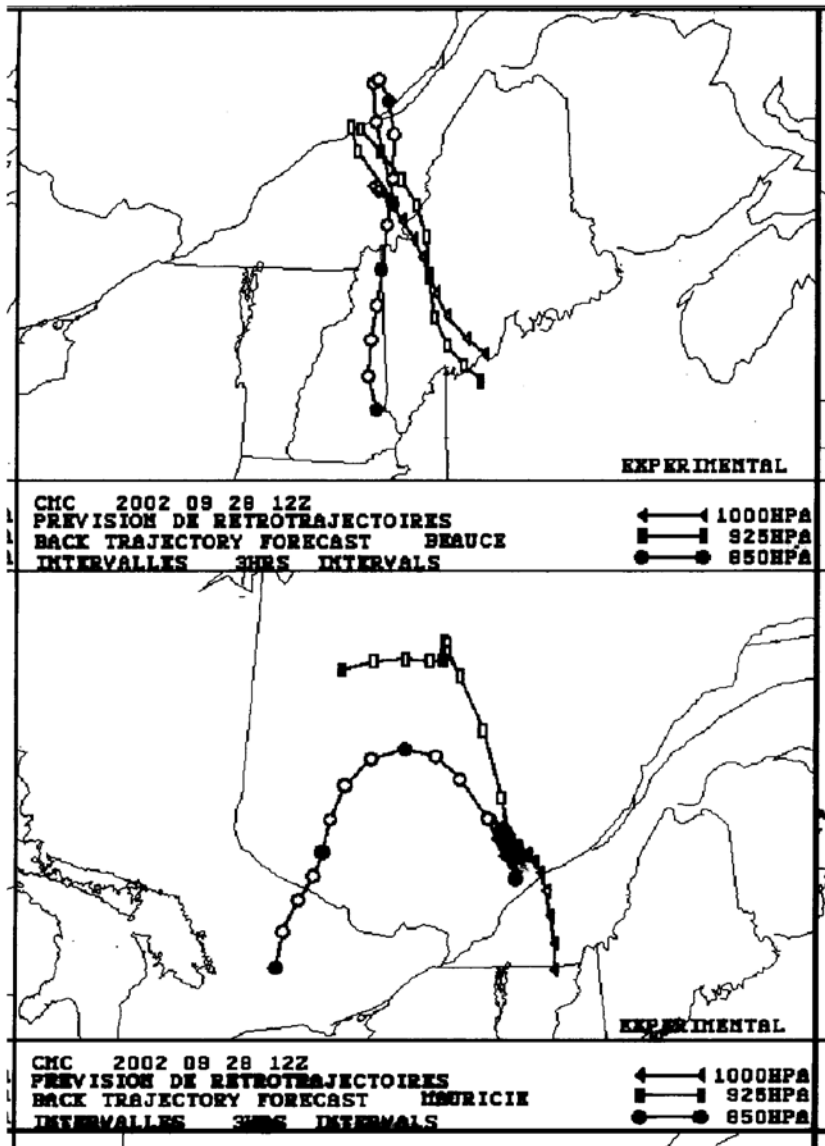 EXPERIMENTAL
CMC 2002 09 28 12Z
PREVISION DE RETROTRAJECTOIRES
BACK TRAJECTORY FORECAST BEAUCE
INTERVALLES 3HRS INTERVALS
1000HPA
925HPA
850HPA
EXPERIMENTAL
CMC 2002 09 28 12Z
PREVISION DE RETROTRAJECTOIRES
BACK TRAJECTORY FORECAST MAURICIE
INTERVALLES 3HRS INTERVALS
1000HPA
925HPA
850HPA